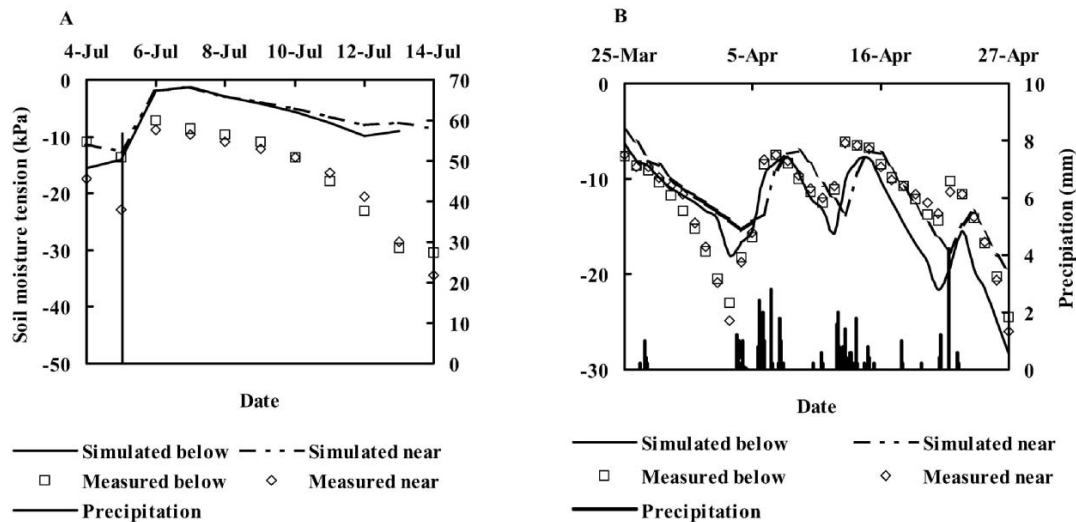 A
4-Jul 6-Jul 8-Jul 10-Jul 12-Jul 14-Jul
0
-10
-20
-30
-40
-50
Soil moisture tension (kPa)
70
60
50
40
30
20
10
0
Date
Simulated below
Simulated near
Measured below
Measured near
Precipitation
B
25-Mar 5-Apr 16-Apr 27-Apr
0
-10
-20
-30
10
8
6
4
2
0
Precipiation (mm)
Date
Simulated below
Simulated near
Measured below
Measured near
Precipitation